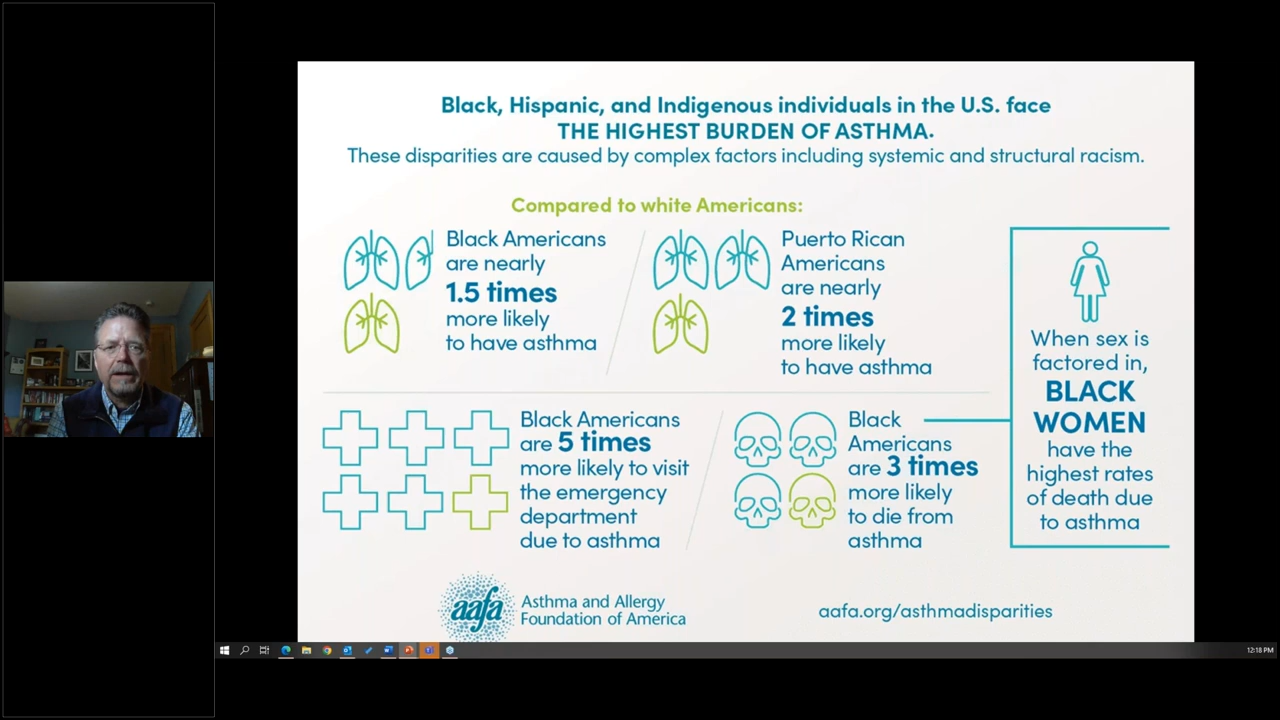 Black, Hispanic, and Indigenous individuals in the U.S. face
THE HIGHEST BURDEN OF ASTHMA.
These disparities are caused by complex factors including systemic and structural racism.
Compared to white Americans:
Black Americans
are nearly
1.5 times
more likely
to have asthma
Puerto Rican
Americans
are nearly
2 times
more likely
to have asthma
Black Americans
are 5 times
more likely to visit
the emergency
department
due to asthma
Black
Americans
are 3 times
more likely
to die from
asthma
When sex is
factored in,
BLACK
WOMEN
have the
highest rates
of death due
to asthma
aafa
Asthma and Allergy
Foundation of America
aafa.org/asthmadisparities
12:18 PM